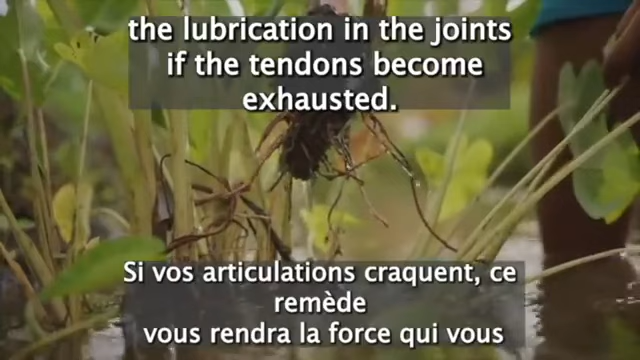 the lubrication in the joints
if the tendons become
exhausted.
Si vos articulations craquent, ce
remède
vous rendra la force qui vous